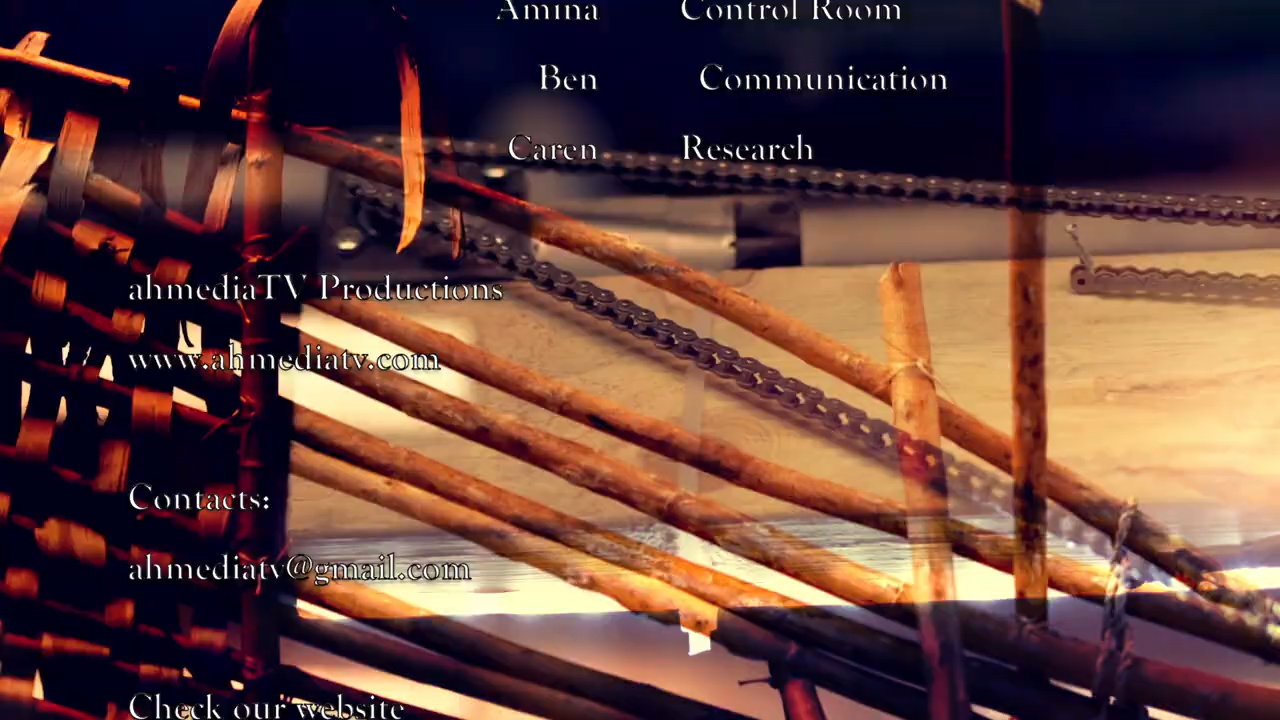 Amina Control Room
Ben Communication
Caren Research
ahmediaTV Productions
www.ahmediatv.com
Contacts:
ahmediatv@gmail.com
Check our website